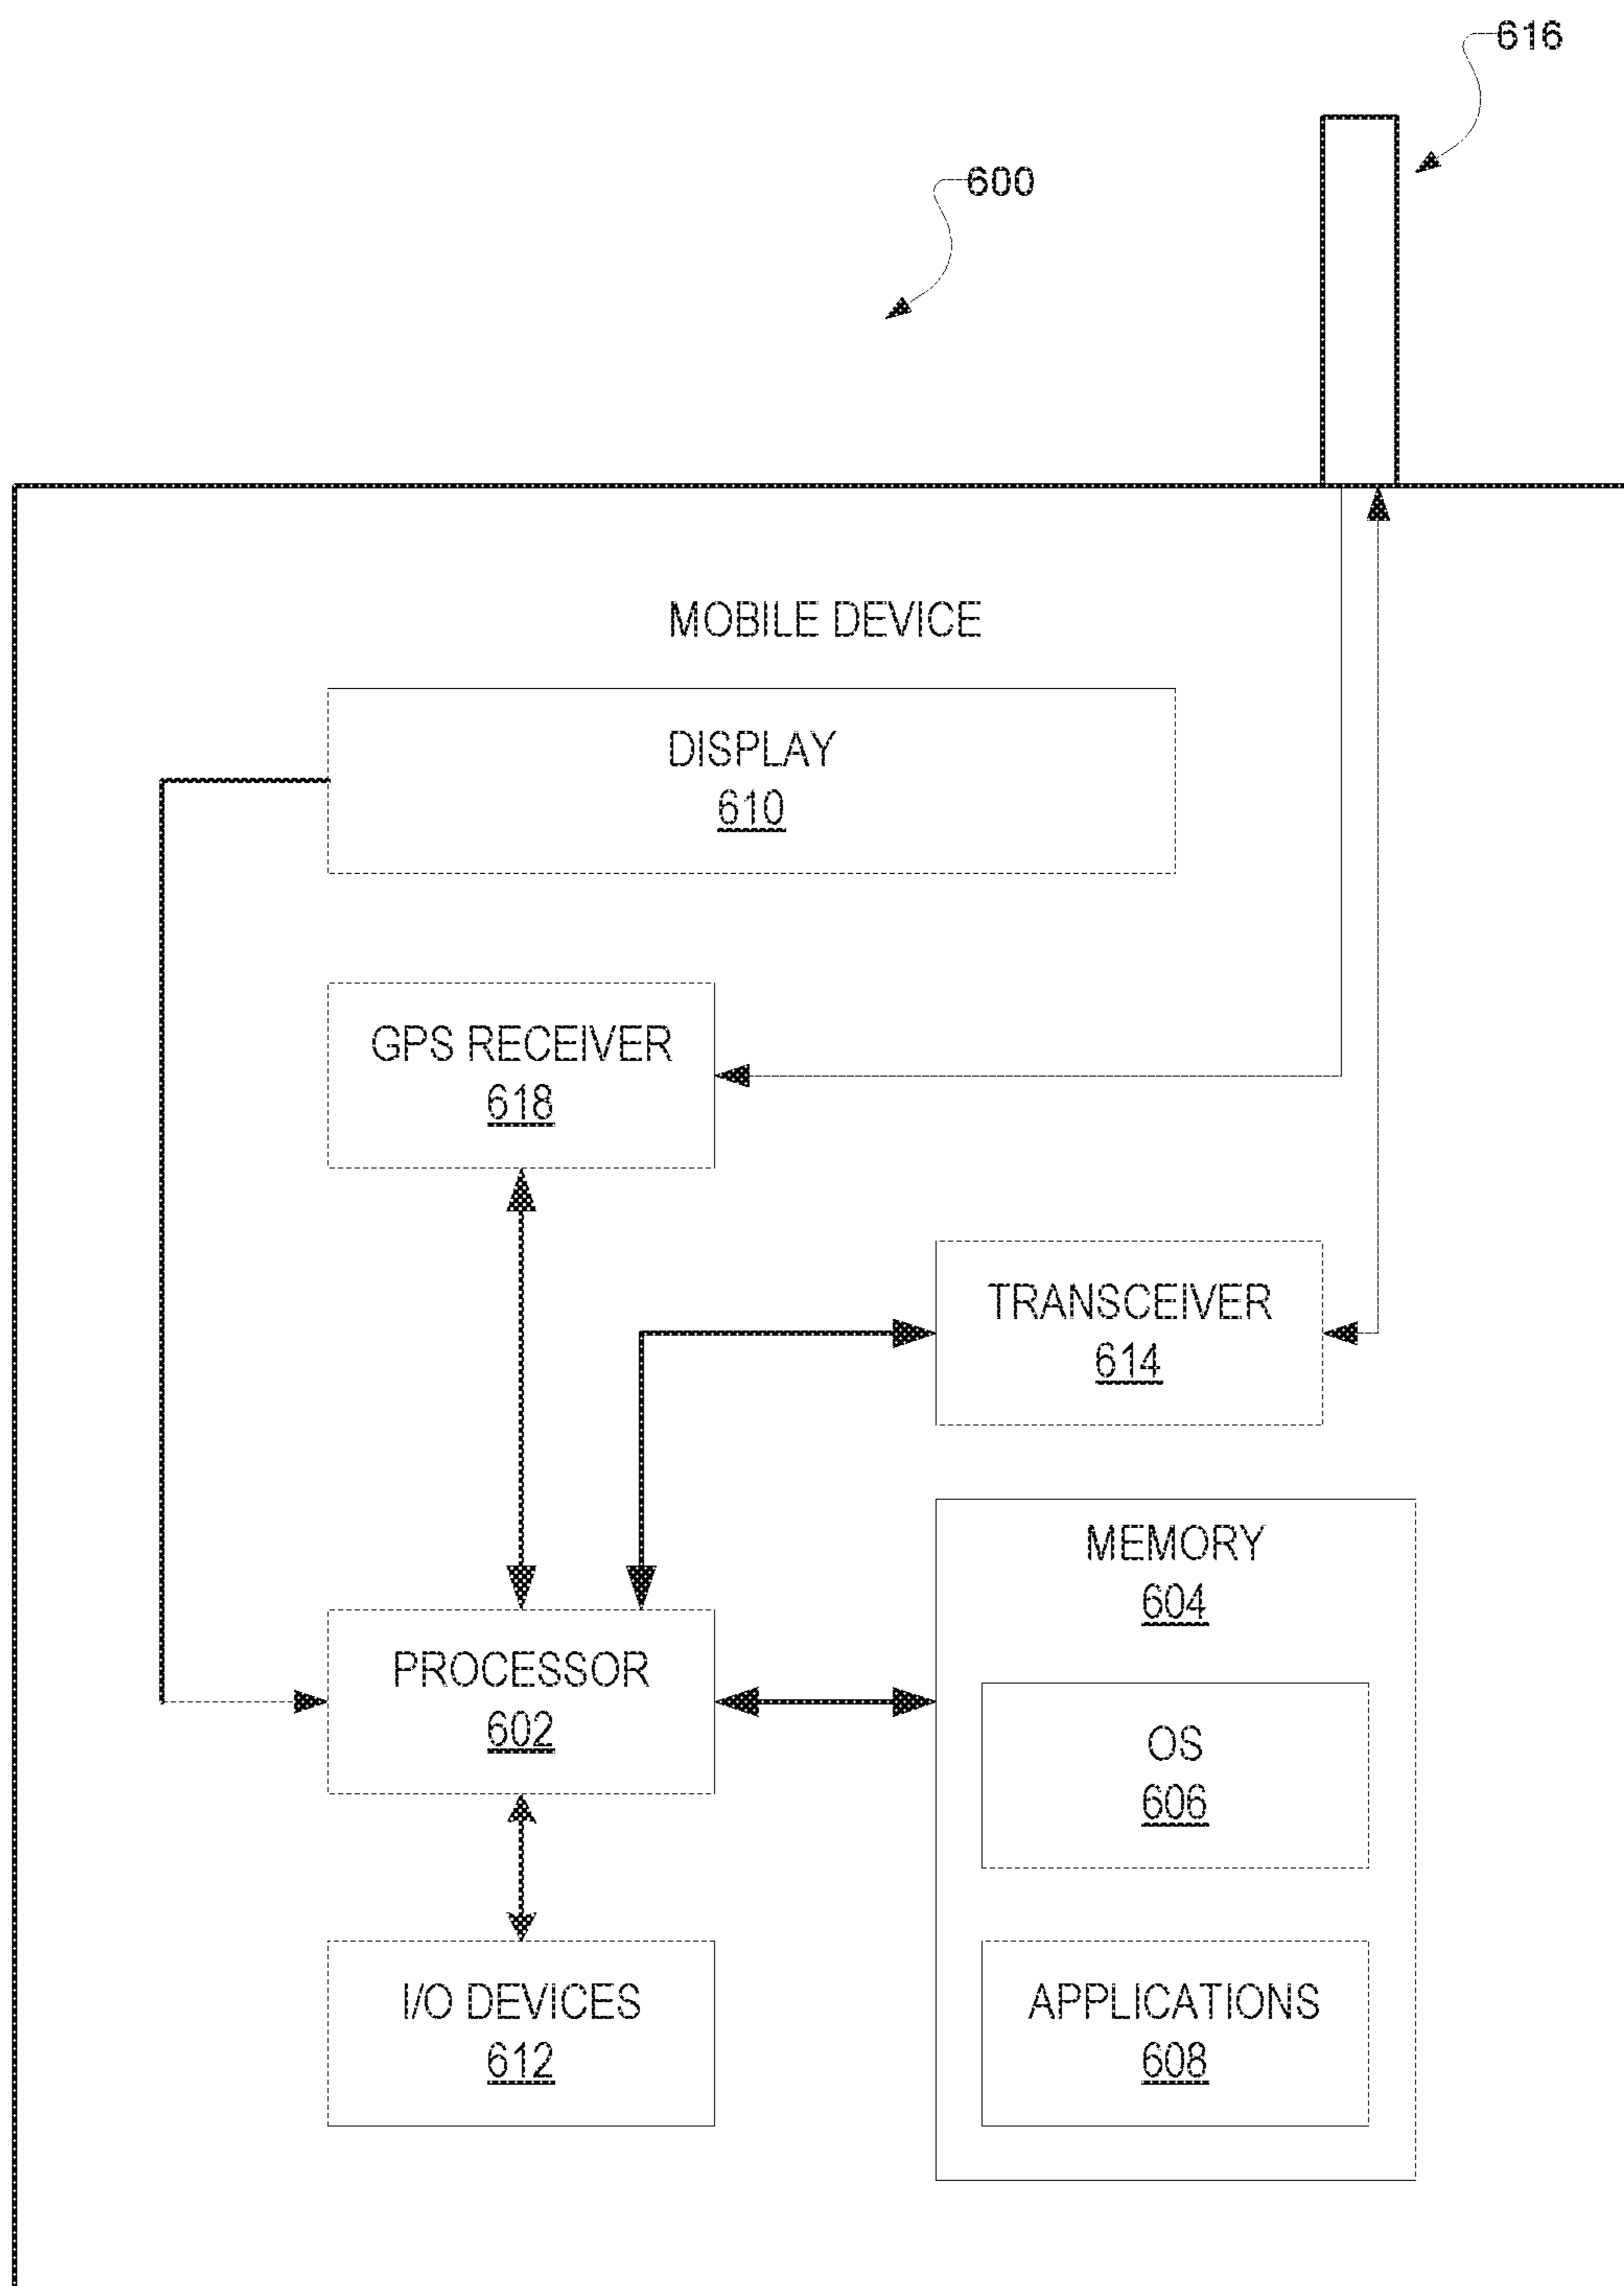 616
600
MOBILE DEVICE
DISPLAY
610
GPS RECEIVER
618
TRANSCEIVER
614
MEMORY
604
PROCESSOR
602
OS
606
I/O DEVICES
612
APPLICATIONS
608